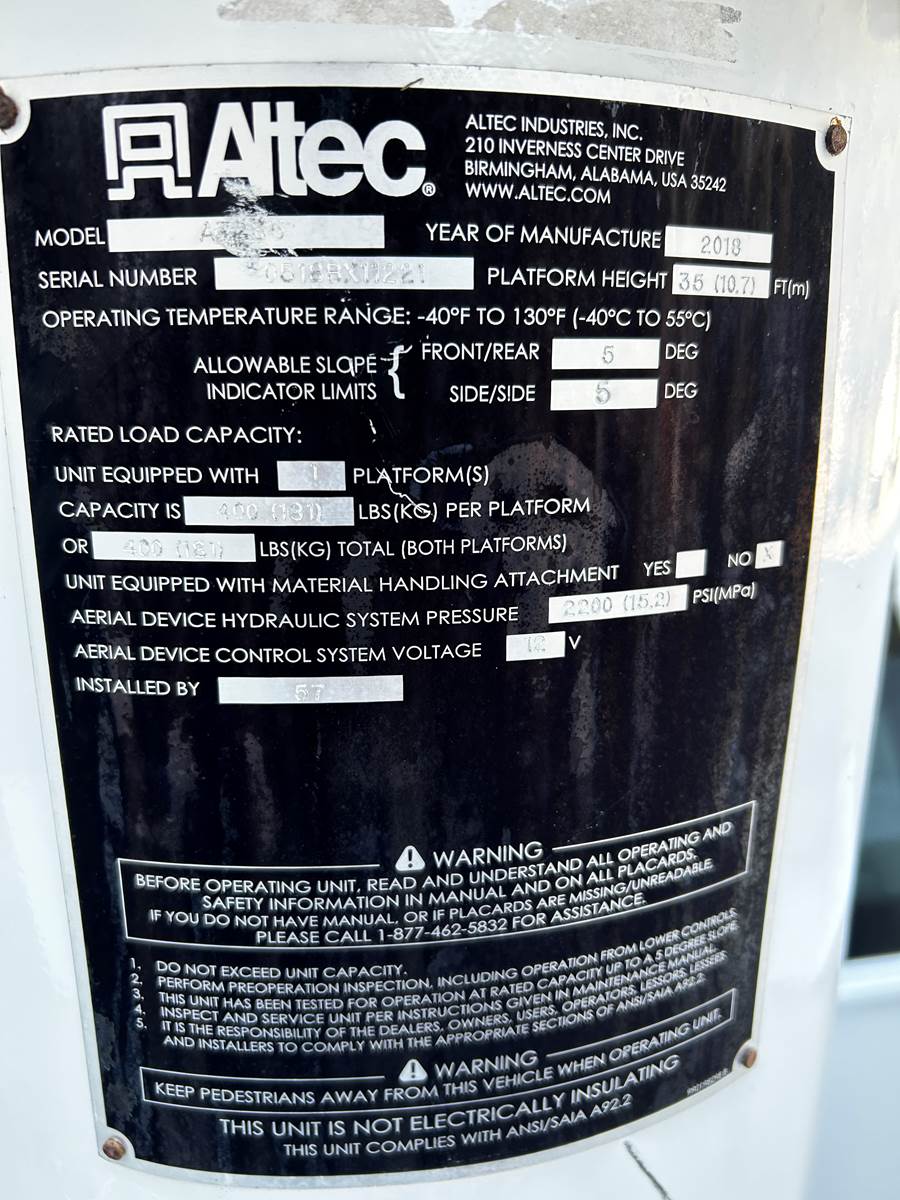 Altec®
ALTEC INDUSTRIES, INC.
210 INVERNESS CENTER DRIVE
BIRMINGHAM, ALABAMA, USA 35242
WWW.ALTEC.COM
MODEL
YEAR OF MANUFACTURE 2018
SERIAL NUMBER
PLATFORM HEIGHT 35 (10.7) FT(m)
OPERATING TEMPERATURE RANGE: -40°F TO 130°F (-40°C TO 55°C)
ALLOWABLE SLOPE
INDICATOR LIMITS
{
FRONT/REAR 5 DEG
SIDE/SIDE 5 DEG
RATED LOAD CAPACITY:
UNIT EQUIPPED WITH 1 PLATFORM(S)
CAPACITY IS 400 (181) LBS(KG) PER PLATFORM
OR 400 (181) LBS(KG) TOTAL (BOTH PLATFORMS)
UNIT EQUIPPED WITH MATERIAL HANDLING ATTACHMENT YES NO X
AERIAL DEVICE HYDRAULIC SYSTEM PRESSURE 2200 (15.2) PSI(MPa)
AERIAL DEVICE CONTROL SYSTEM VOLTAGE 12 V
INSTALLED BY 57
⚠ WARNING
BEFORE OPERATING UNIT, READ AND UNDERSTAND ALL OPERATING AND
SAFETY INFORMATION IN MANUAL AND ON ALL PLACARDS.
IF YOU DO NOT HAVE MANUAL, OR IF PLACARDS ARE MISSING/UNREADABLE,
PLEASE CALL 1-877-462-5832 FOR ASSISTANCE.
1. DO NOT EXCEED UNIT CAPACITY.
2. PERFORM PREOPERATION INSPECTION, INCLUDING OPERATION FROM LOWER CONTROLS.
3. THIS UNIT HAS BEEN TESTED FOR OPERATION AT RATED CAPACITY UP TO A 5 DEGREE SLOPE.
4. INSPECT AND SERVICE UNIT PER INSTRUCTIONS GIVEN IN MAINTENANCE MANUAL.
5. IT IS THE RESPONSIBILITY OF THE DEALERS, OWNERS, USERS, OPERATORS, LESSORS, LESSEES
AND INSTALLERS TO COMPLY WITH THE APPROPRIATE SECTIONS OF ANSI/SAIA A92.2.
⚠ WARNING
KEEP PEDESTRIANS AWAY FROM THIS VEHICLE WHEN OPERATING UNIT.
THIS UNIT IS NOT ELECTRICALLY INSULATING
THIS UNIT COMPLIES WITH ANSI/SAIA A92.2